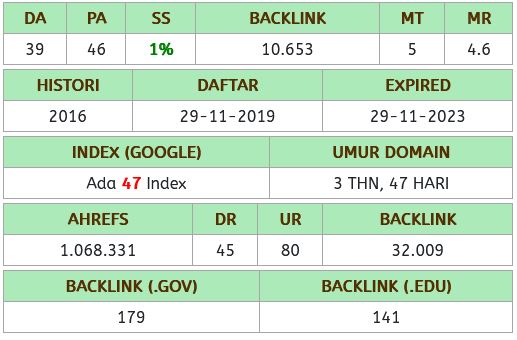 DA PA SS BACKLINK MT MR
39 46 1% 10.653 5 4.6
HISTORI DAFTAR EXPIRED
2016 29-11-2019 29-11-2023
INDEX (GOOGLE) UMUR DOMAIN
Ada 47 Index 3 THN, 47 HARI
AHREFS DR UR BACKLINK
1.068.331 45 80 32.009
BACKLINK (.GOV) BACKLINK (.EDU)
179 141